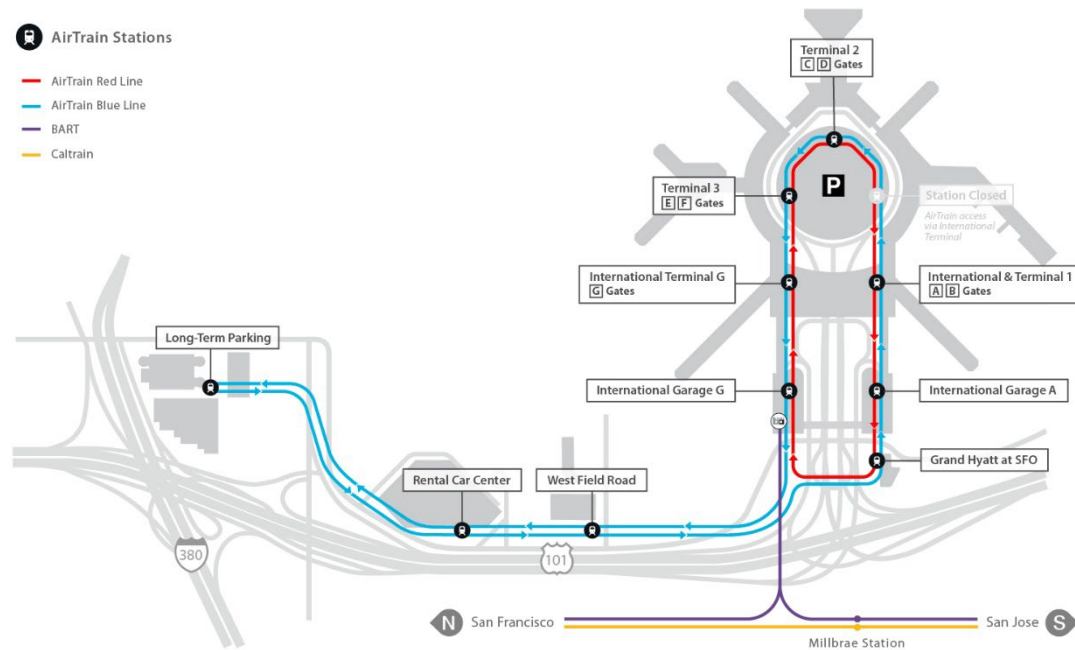 AirTrain Stations
AirTrain Red Line
AirTrain Blue Line
BART
Caltrain
Terminal 2
C D Gates
Terminal 3
E F Gates
P
Station Closed
AirTrain access
via International
Terminal
International Terminal G
G Gates
International & Terminal 1
A B Gates
Long-Term Parking
International Garage G
International Garage A
Grand Hyatt at SFO
Rental Car Center
West Field Road
380
101
N San Francisco
San Jose S
Millbrae Station